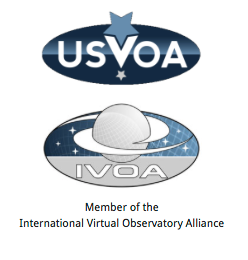 USVOA
IVOA
Member of the
International Virtual Observatory Alliance